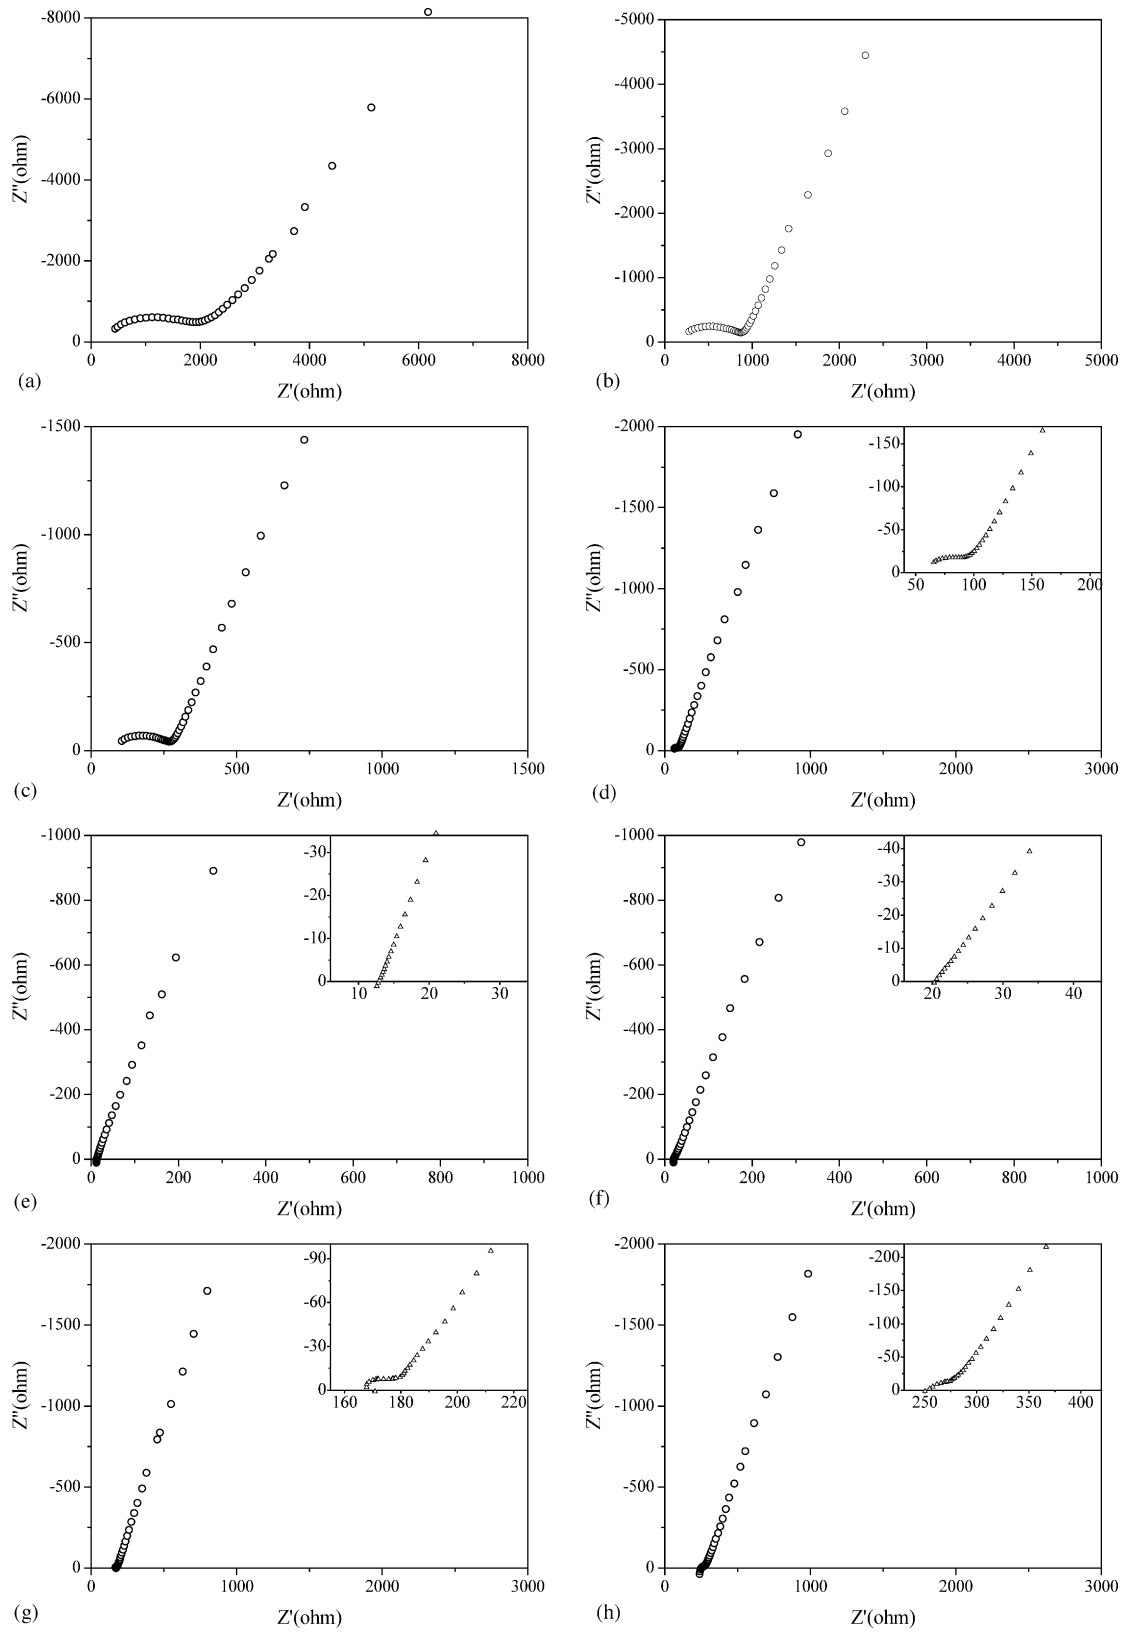 -8000
-6000
-4000
-2000
0
Z"(ohm)
0 2000 4000 6000 8000
(a)
Z'(ohm)
-5000
-4000
-3000
-2000
-1000
0
Z"(ohm)
0 1000 2000 3000 4000 5000
(b)
Z'(ohm)
-1500
-1000
-500
0
Z"(ohm)
0 500 1000 1500
(c)
Z'(ohm)
-2000
-1500
-1000
-500
0
Z"(ohm)
-150
-100
-50
0
50 100 150 200
0 1000 2000 3000
(d)
Z'(ohm)
-1000
-800
-600
-400
-200
0
Z"(ohm)
-30
-20
-10
0
10 20 30
0 200 400 600 800 1000
(e)
Z'(ohm)
-1000
-800
-600
-400
-200
0
Z"(ohm)
-40
-30
-20
-10
0
20 30 40
0 200 400 600 800 1000
(f)
Z'(ohm)
-2000
-1500
-1000
-500
0
Z"(ohm)
-90
-60
-30
0
160 180 200 220
0 1000 2000 3000
(g)
Z'(ohm)
-2000
-1500
-1000
-500
0
Z"(ohm)
-200
-150
-100
-50
0
250 300 350 400
0 1000 2000 3000
(h)
Z'(ohm)